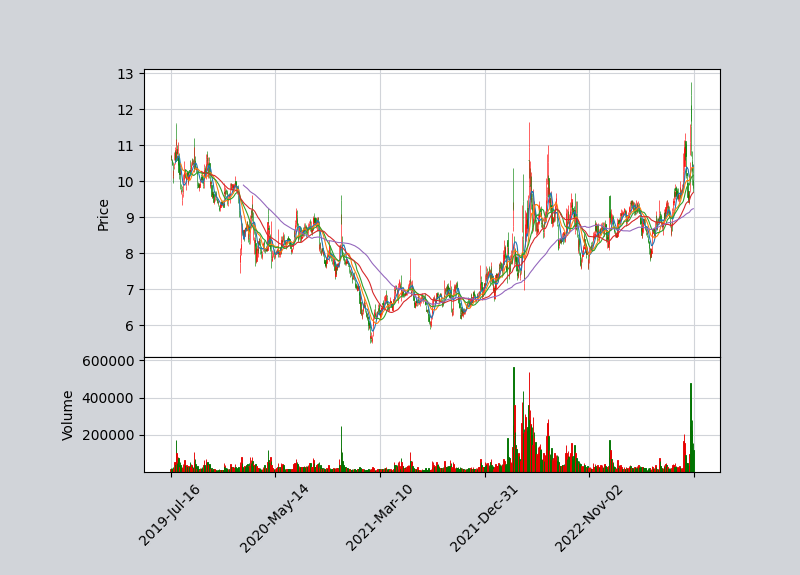 13
12
11
10
9
8
7
6
Price
600000
400000
200000
Volume
2019-Jul-16
2020-May-14
2021-Mar-10
2021-Dec-31
2022-Nov-02